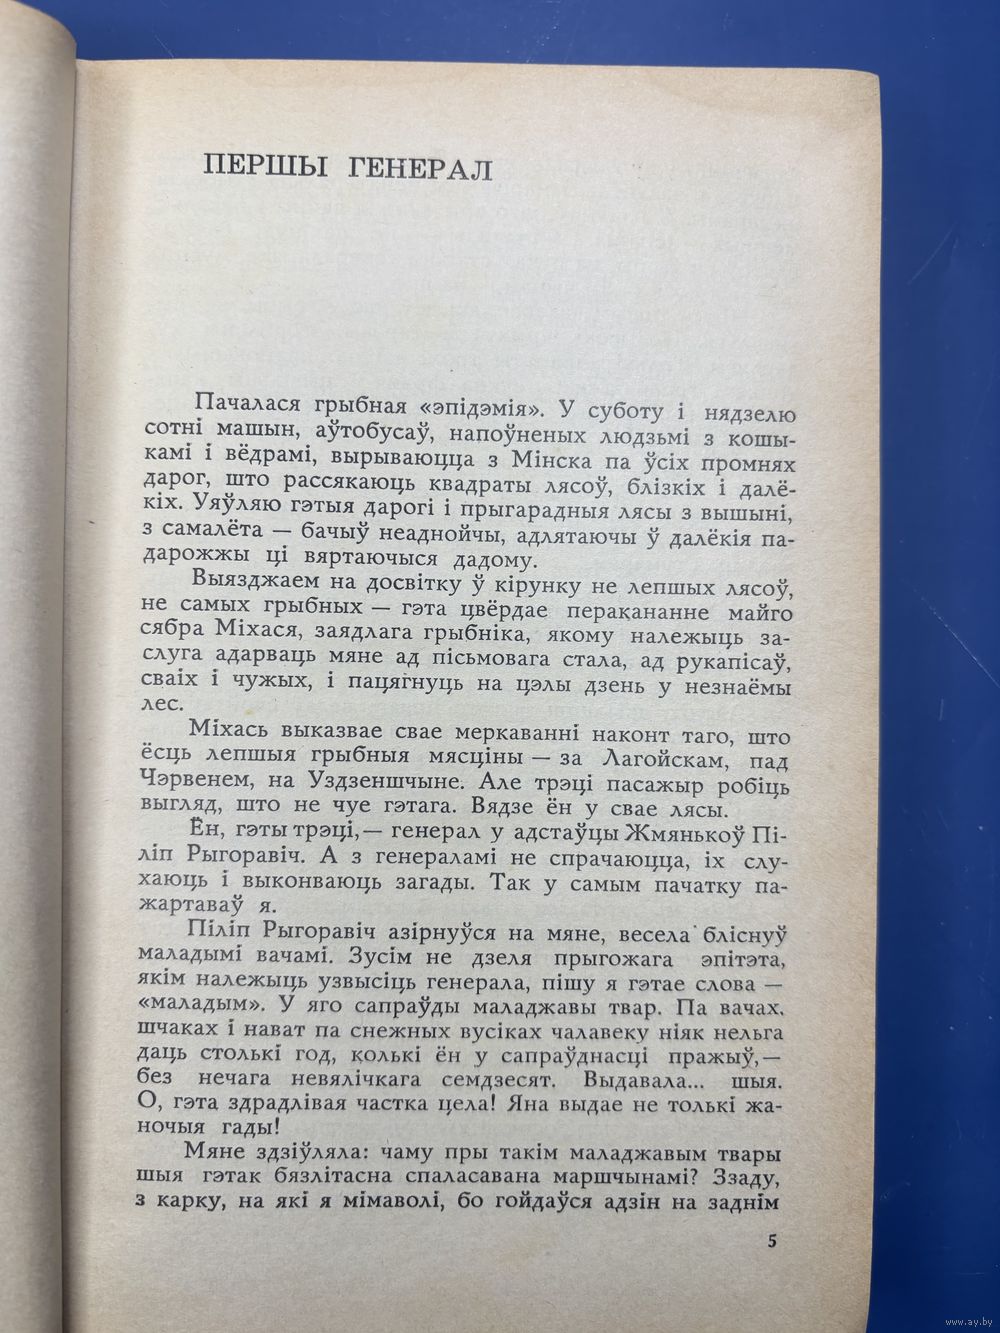 ПЕРШЫ ГЕНЕРАЛ
Пачалася грыбная «эпідэмія». У суботу і нядзелю
сотні машын, аўтобусаў, напоўненых людзьмі з кошы-
камі і вёдрамі, вырываюцца з Мінска па ўсіх промнях
дарог, што рассякаюць квадраты лясоў, блізкіх і далё-
кіх. Уяўляю гэтыя дарогі і прыгарадныя лясы з вышыні,
з самалёта — бачыў неаднойчы, адлятаючы ў далёкія па-
дарожжы ці вяртаючыся дадому.
Выязджаем на досвітку ў кірунку не лепшых лясоў,
не самых грыбных — гэта цвёрдае перакананне майго
сябра Міхася, заядлага грыбніка, якому належыць за-
слуга адарваць мяне ад пісьмовага стала, ад рукапісаў,
сваіх і чужых, і пацягнуць на цэлы дзень у незнаёмы
лес.
Міхась выказвае свае меркаванні наконт таго, што
ёсць лепшыя грыбныя мясціны — за Лагойскам, пад
Чэрвенем, на Уздзеншчыне. Але трэці пасажыр робіць
выгляд, што не чуе гэтага. Вядзе ён у свае лясы.
Ён, гэты трэці,— генерал у адстаўцы Жмянькоў Пі-
ліп Рыгоравіч. А з генераламі не спрачаюцца, іх слу-
хаюць і выконваюць загады. Так у самым пачатку па-
жартаваў я.
Піліп Рыгоравіч азірнуўся на мяне, весела бліснуў
маладымі вачамі. Зусім не дзеля прыгожага эпітэта,
якім належыць узвысіць генерала, пішу я гэтае слова —
«маладым». У яго сапраўды маладжавы твар. Па вачах,
шчаках і нават па снежных вусіках чалавеку ніяк нельга
даць столькі год, колькі ён у сапраўднасці пражыў,—
без нечага невялічкага семдзесят. Выдавала... шыя.
О, гэта здрадлівая частка цела! Яна выдае не толькі жа-
ночыя гады!
Мяне здзіўляла: чаму пры такім маладжавым твары
шыя гэтак бязлітасна спаласавана маршчынамі? Ззаду,
з карку, на які я мімаволі, бо гойдаўся адзін на заднім
5
www.ay.by